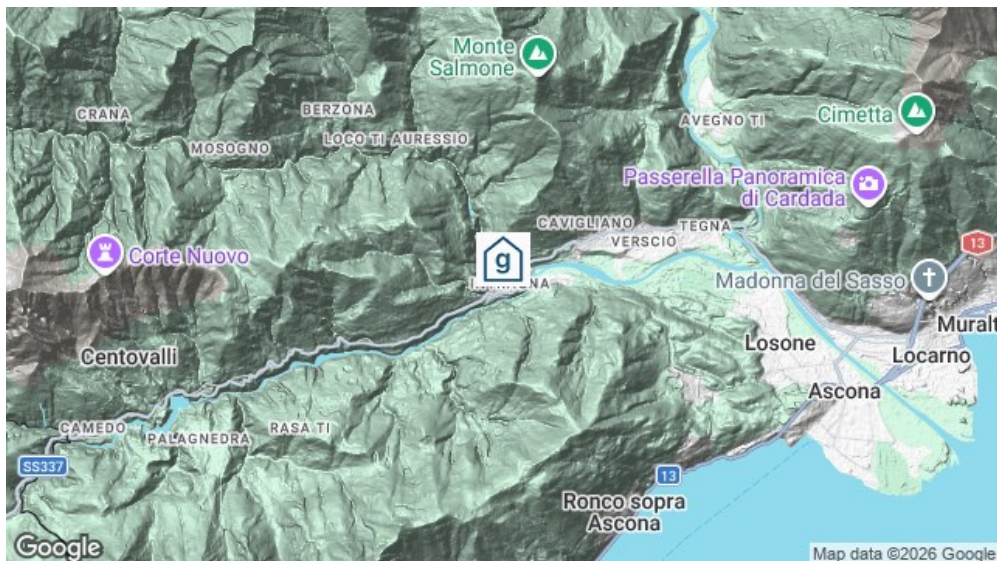 Monte
Salmone
CRANA
BERZONA
Cimetta
AVEGNO TI
MOSOGNO
LOCO TI AURESSIO
Passerella Panoramica
di Cardada
CAVIGLIANO
TEGNA
VERSCIO
13
Corte Nuovo
g
Madonna del Sasso
Muralt
Centovalli
Losone
Locarno
Ascona
CAMEDO
PALAGNEDRA
RASA TI
SS337
13
Ronco sopra
Ascona
Google
Map data ©2026 Google